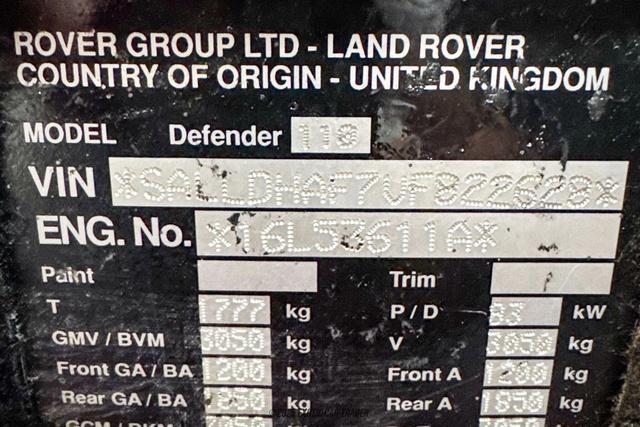 ROVER GROUP LTD - LAND ROVER
COUNTRY OF ORIGIN - UNITED KINGDOM
MODEL Defender 110
VIN *SALLDHAF7VF822628*
ENG. No. *16L53611A*
Paint Trim
T 1777 kg P / D 83 kW
GMV / BVM 3050 kg V 3050 kg
Front GA / BA 1200 kg Front A 1200 kg
Rear GA / BA 1850 kg Rear A 1850 kg